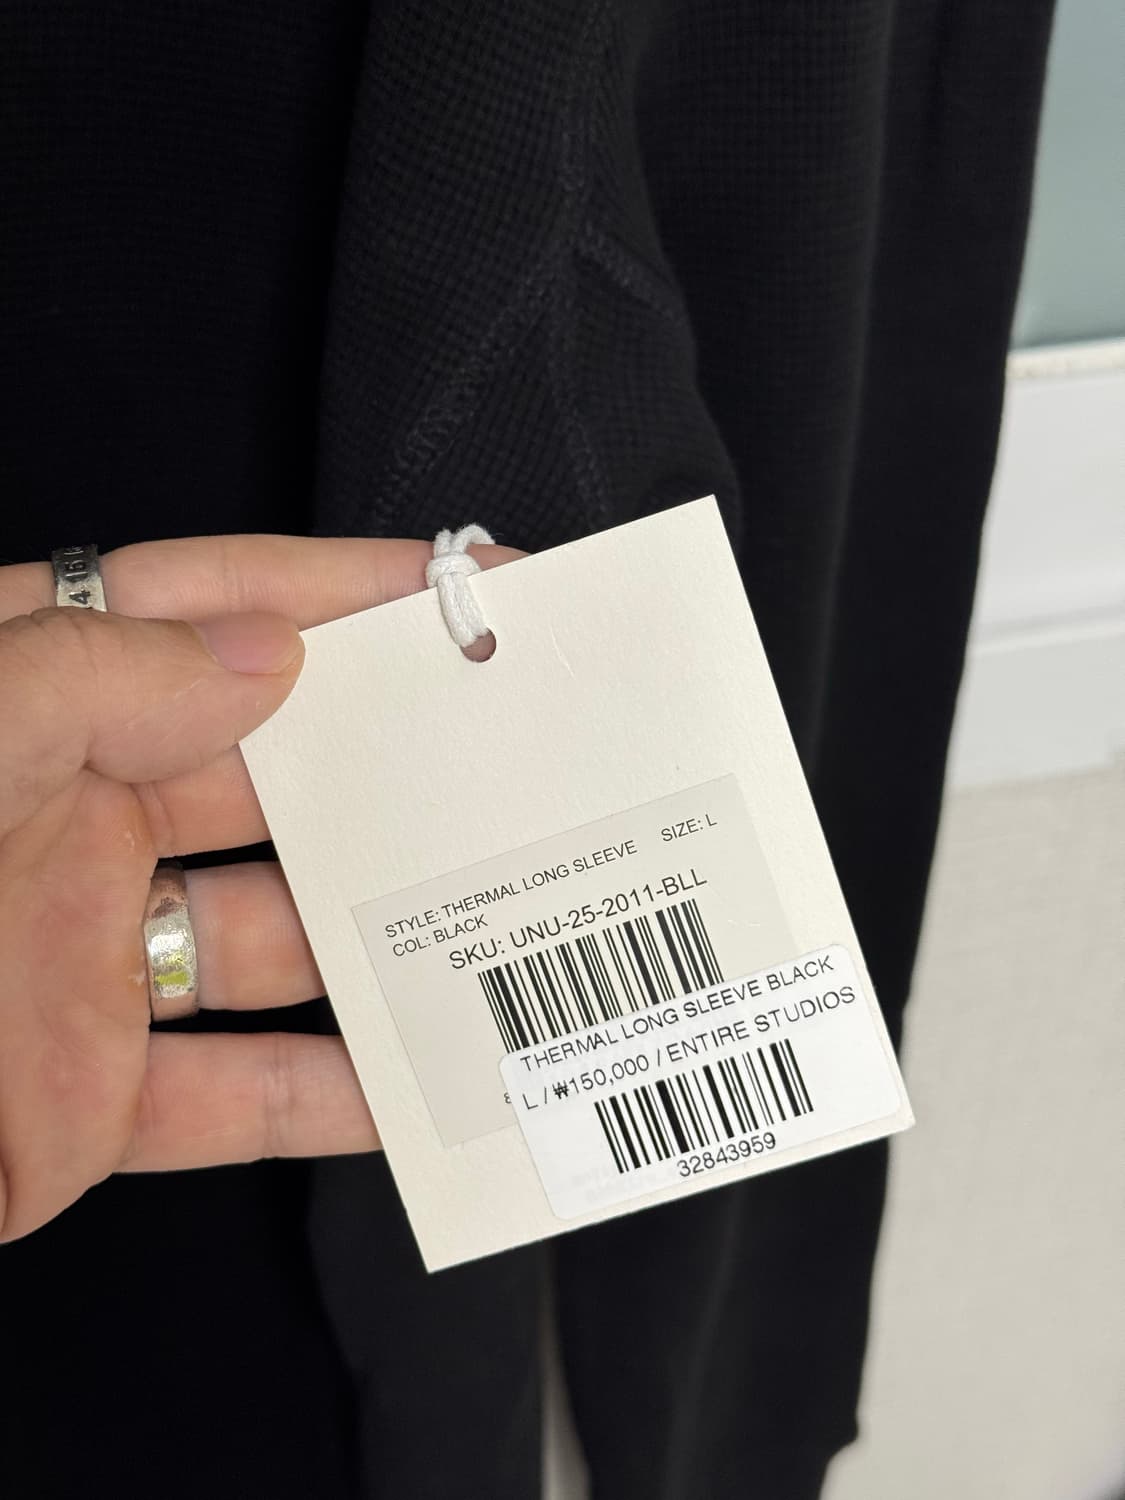 STYLE: THERMAL LONG SLEEVE SIZE: L
COL: BLACK
SKU: UNU-25-2011-BLL
THERMAL LONG SLEEVE BLACK
L / ₩150,000 / ENTIRE STUDIOS
32843959